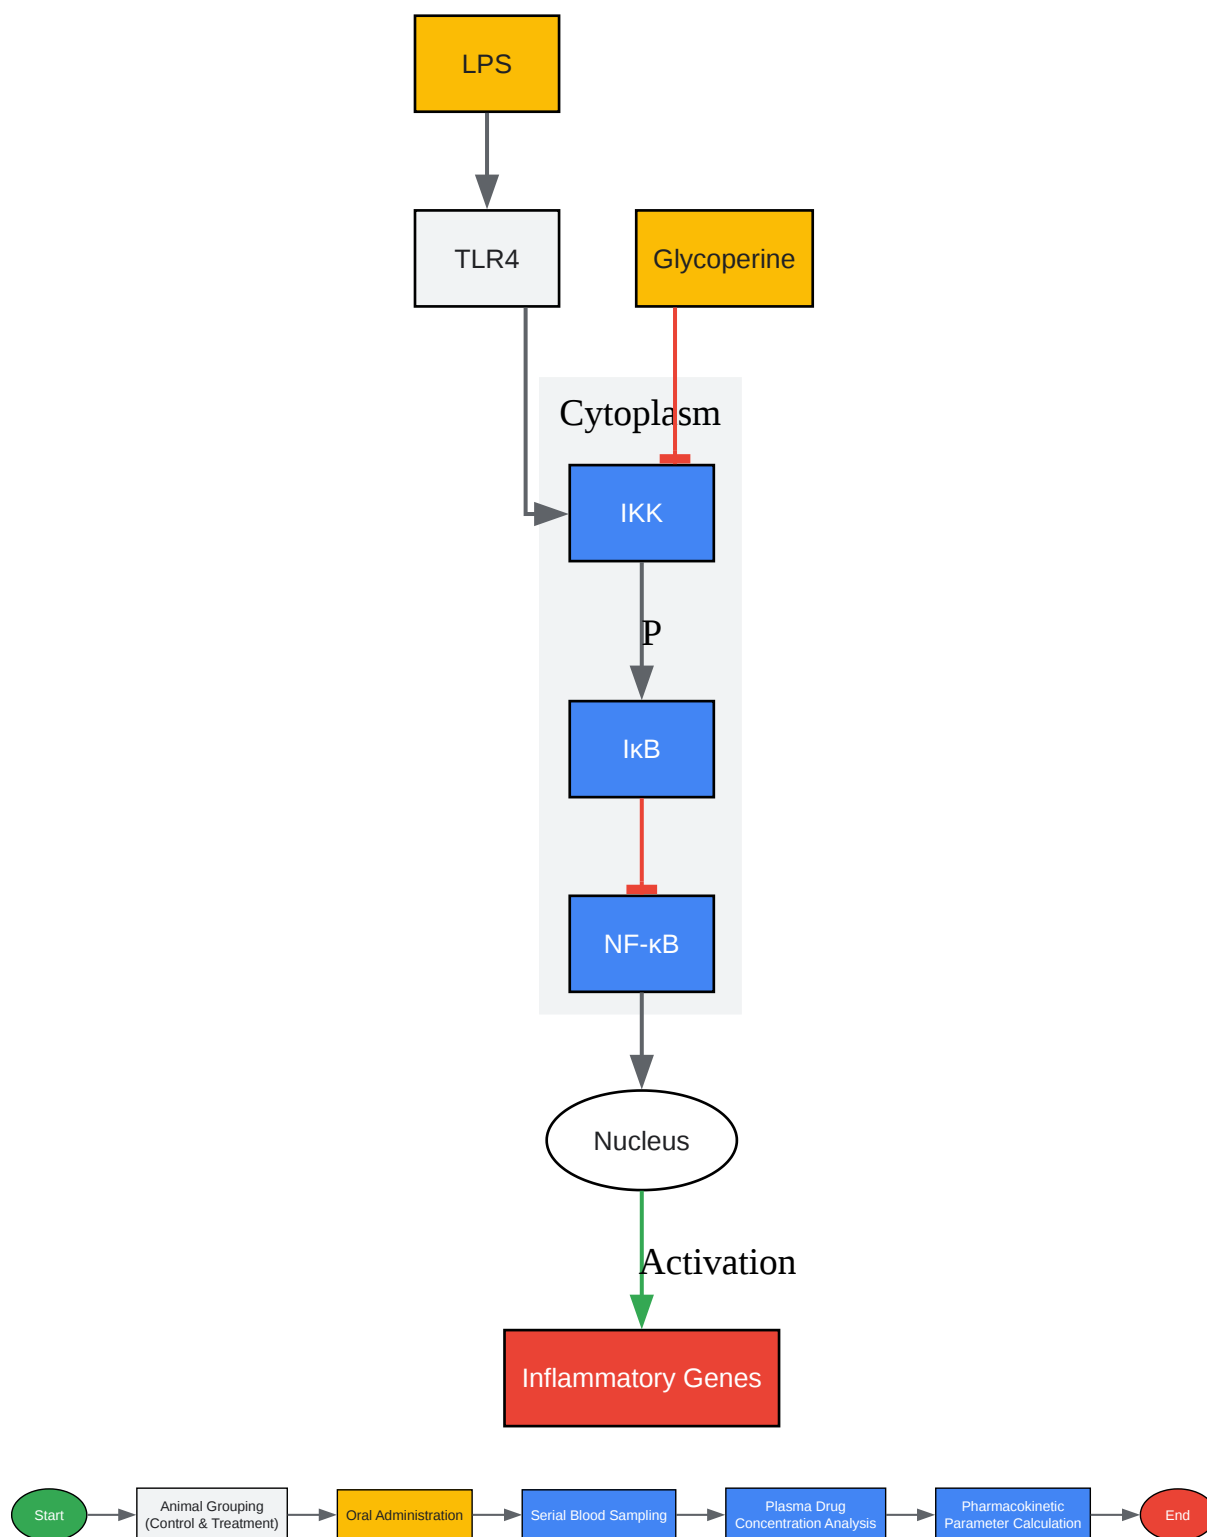 LPS
TLR4
Glycoperine
Cytoplasm
IKK
P
IκB
NF-κB
Nucleus
Activation
Inflammatory Genes
Start
Animal Grouping
(Control & Treatment)
Oral Administration
Serial Blood Sampling
Plasma Drug
Concentration Analysis
Pharmacokinetic
Parameter Calculation
End